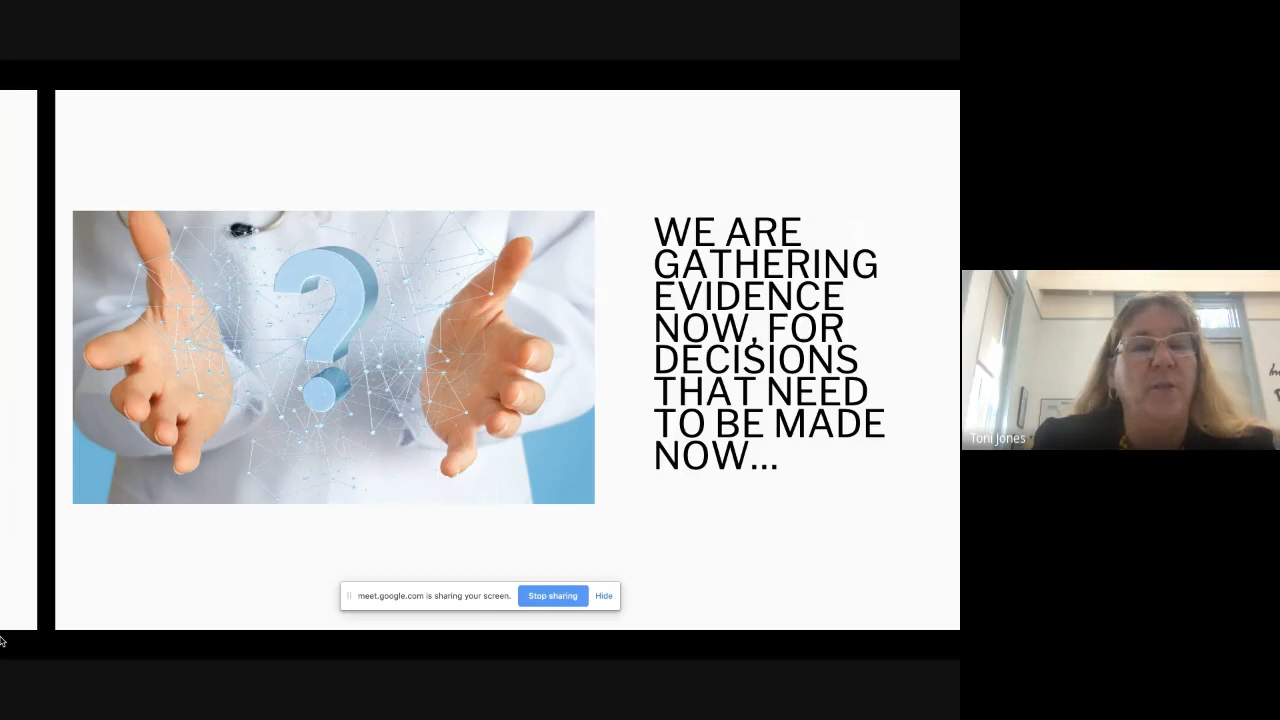 WE ARE
GATHERING
EVIDENCE
NOW, FOR
DECISIONS
THAT NEED
TO BE MADE
NOW...
Toni Jones
meet.google.com is sharing your screen.
Stop sharing
Hide